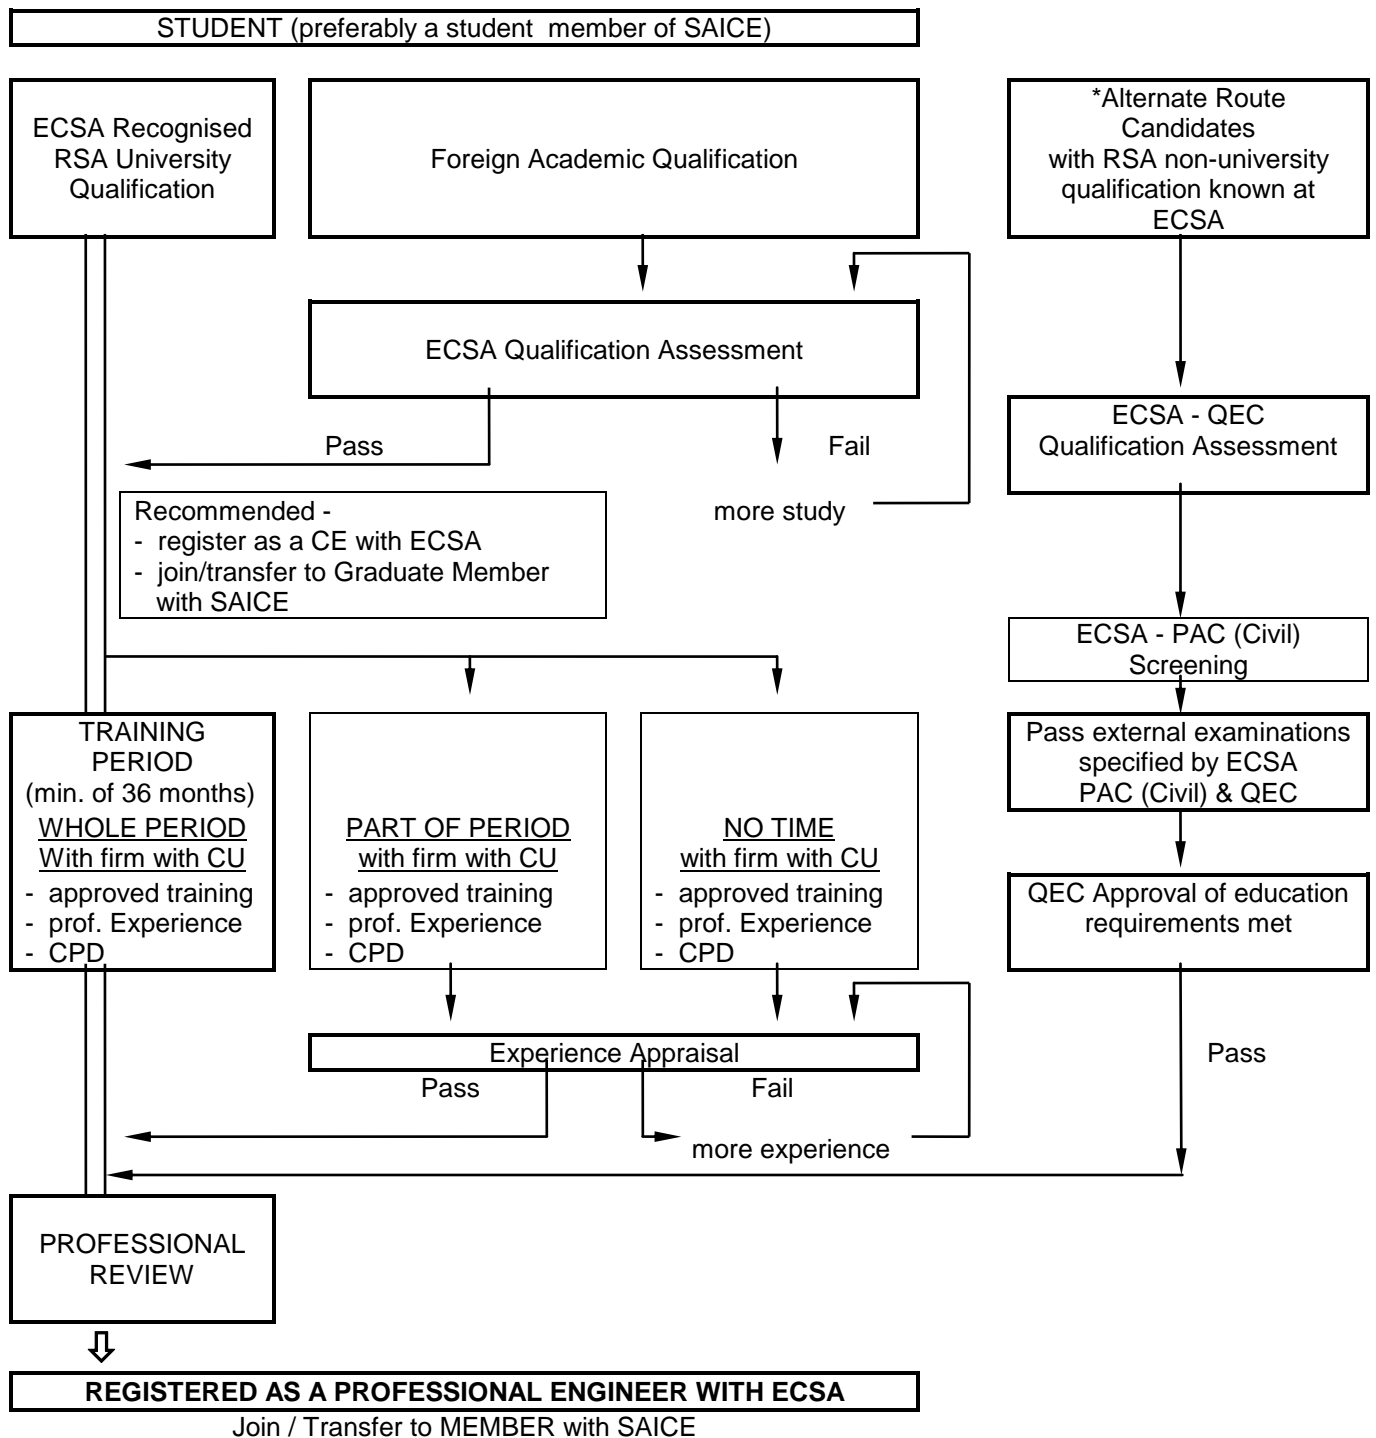 STUDENT (preferably a student  member of SAICE)
ECSA Recognised
RSA University
Qualification
Foreign Academic Qualification
*Alternate Route
Candidates
with RSA non-university
qualification known at
ECSA
ECSA Qualification Assessment
Pass
Fail
more study
ECSA - QEC
Qualification Assessment
Recommended -
- register as a CE with ECSA
- join/transfer to Graduate Member
with SAICE
ECSA - PAC (Civil)
Screening
TRAINING
PERIOD
(min. of 36 months)
WHOLE PERIOD
With firm with CU
- approved training
- prof. Experience
- CPD
PART OF PERIOD
with firm with CU
- approved training
- prof. Experience
- CPD
NO TIME
with firm with CU
- approved training
- prof. Experience
- CPD
Pass external examinations
specified by ECSA
PAC (Civil) & QEC
QEC Approval of education
requirements met
Experience Appraisal
Pass
Fail
more experience
Pass
PROFESSIONAL
REVIEW
REGISTERED AS A PROFESSIONAL ENGINEER WITH ECSA
Join / Transfer to MEMBER with SAICE